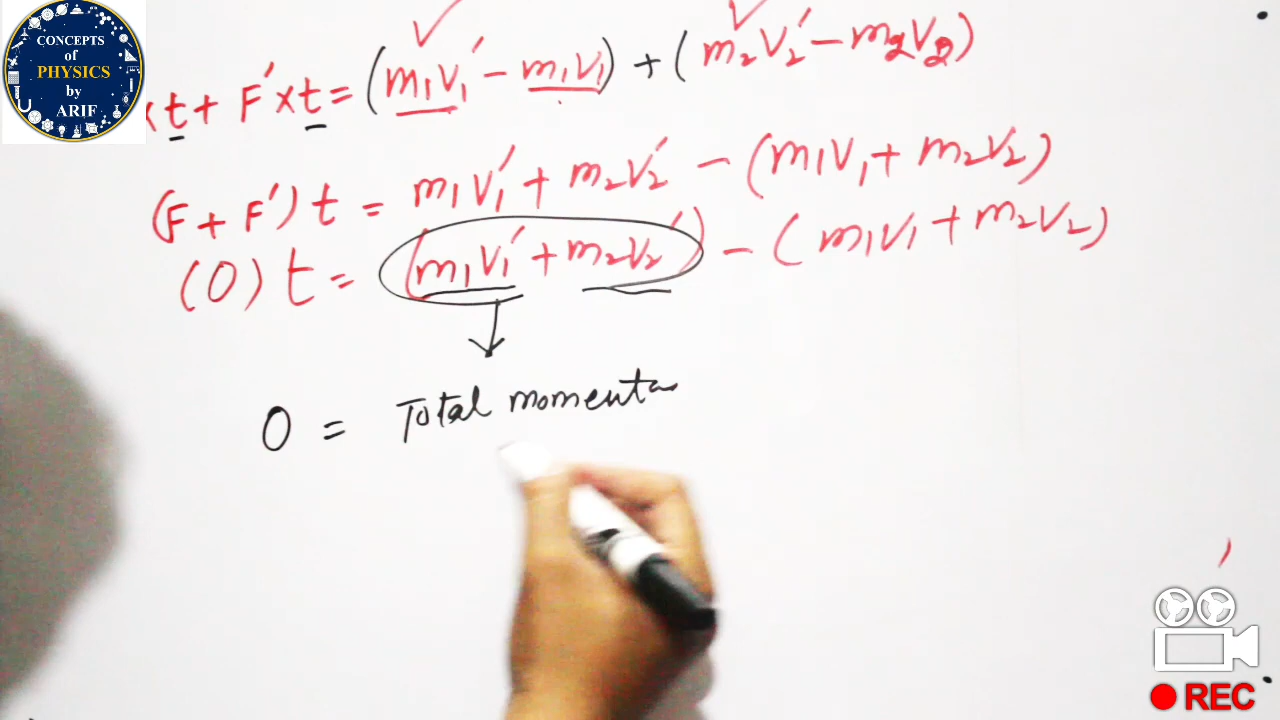 CONCEPTS
of
PHYSICS
by
ARIF
× t + F' × t = (m₁v₁' - m₁v₁) + (m₂v₂' - m₂v₂)
(F + F') t = m₁v₁' + m₂v₂' - (m₁v₁ + m₂v₂)
(0) t = (m₁v₁' + m₂v₂') - (m₁v₁ + m₂v₂)
0 = Total momentu
REC